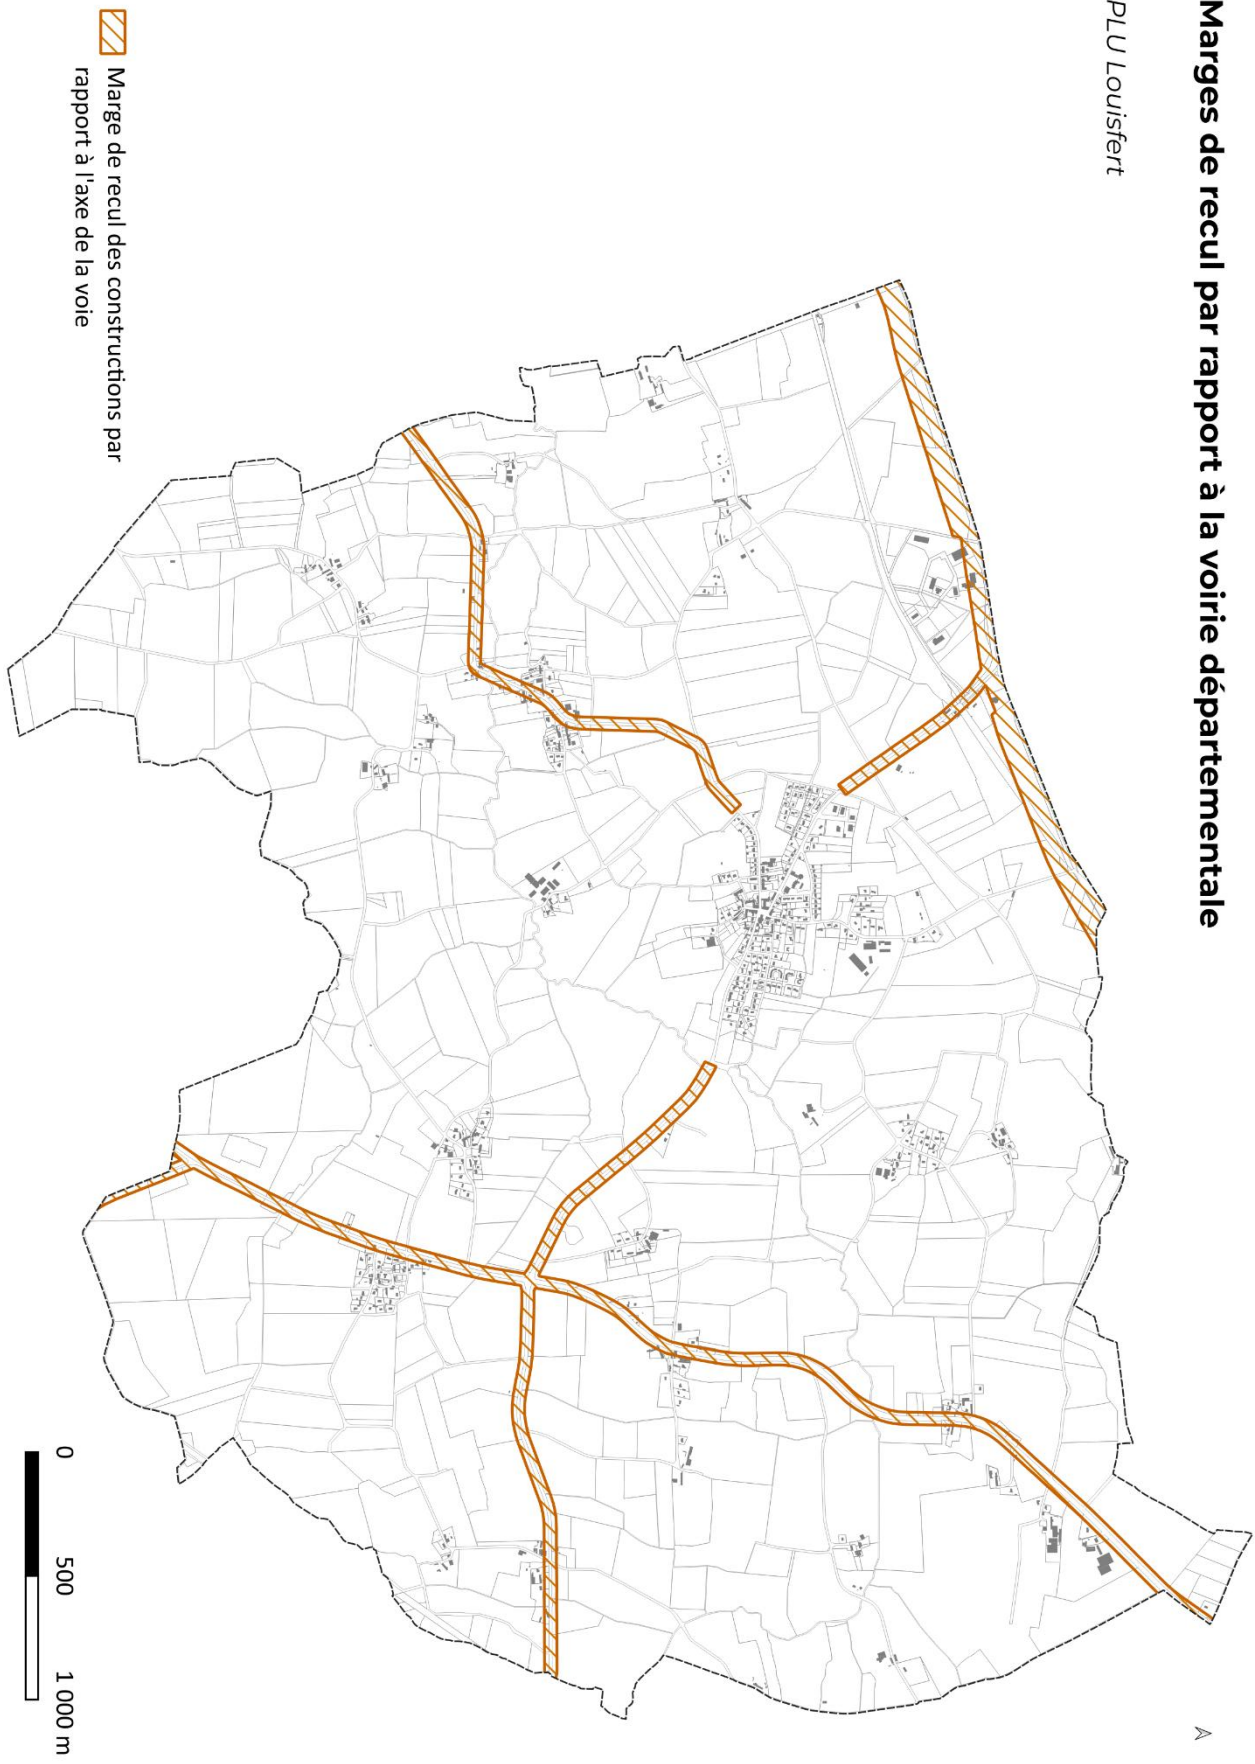 Marges de recul par rapport à la voirie départementale
PLU Louisfert
Marge de recul des constructions par
rapport à l'axe de la voie
0
500
1 000 m